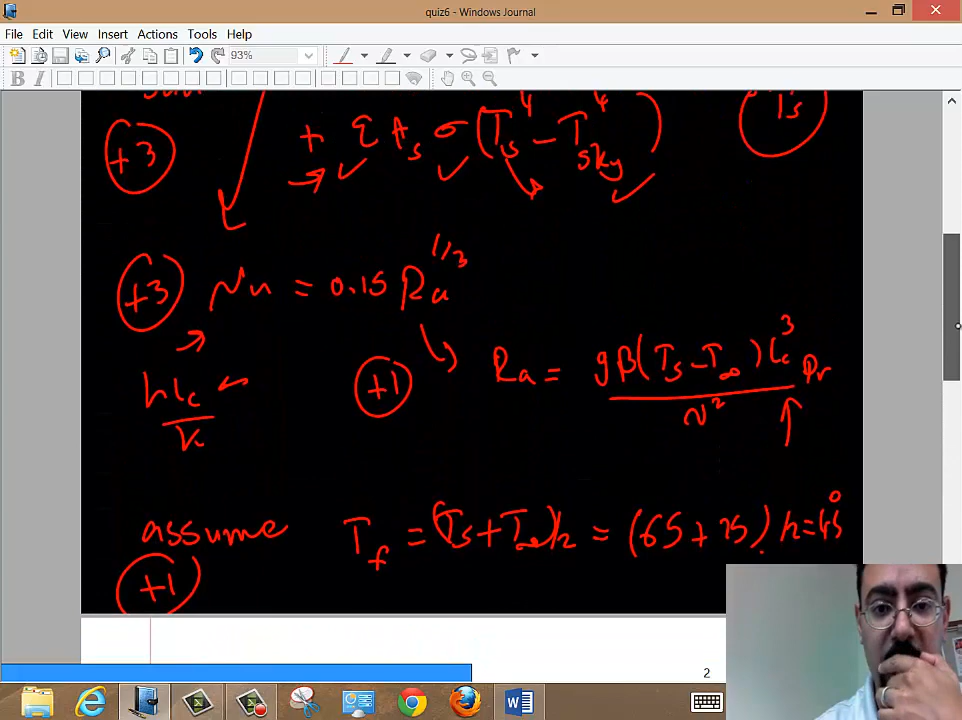 quiz6 - Windows Journal
File Edit View Insert Actions Tools Help
93%
B I
+ ε A_s σ (T_s^4 - T_sky^4)
T_s
+3
+3 Nu = 0.15 Ra^1/3
+1 Ra = gβ(T_s - T_∞) L_c^3 Pr / ν^2
hL_c / k
assume T_f = (T_s + T_∞)/2 = (65 + 25)/2 = 45°
+1
2